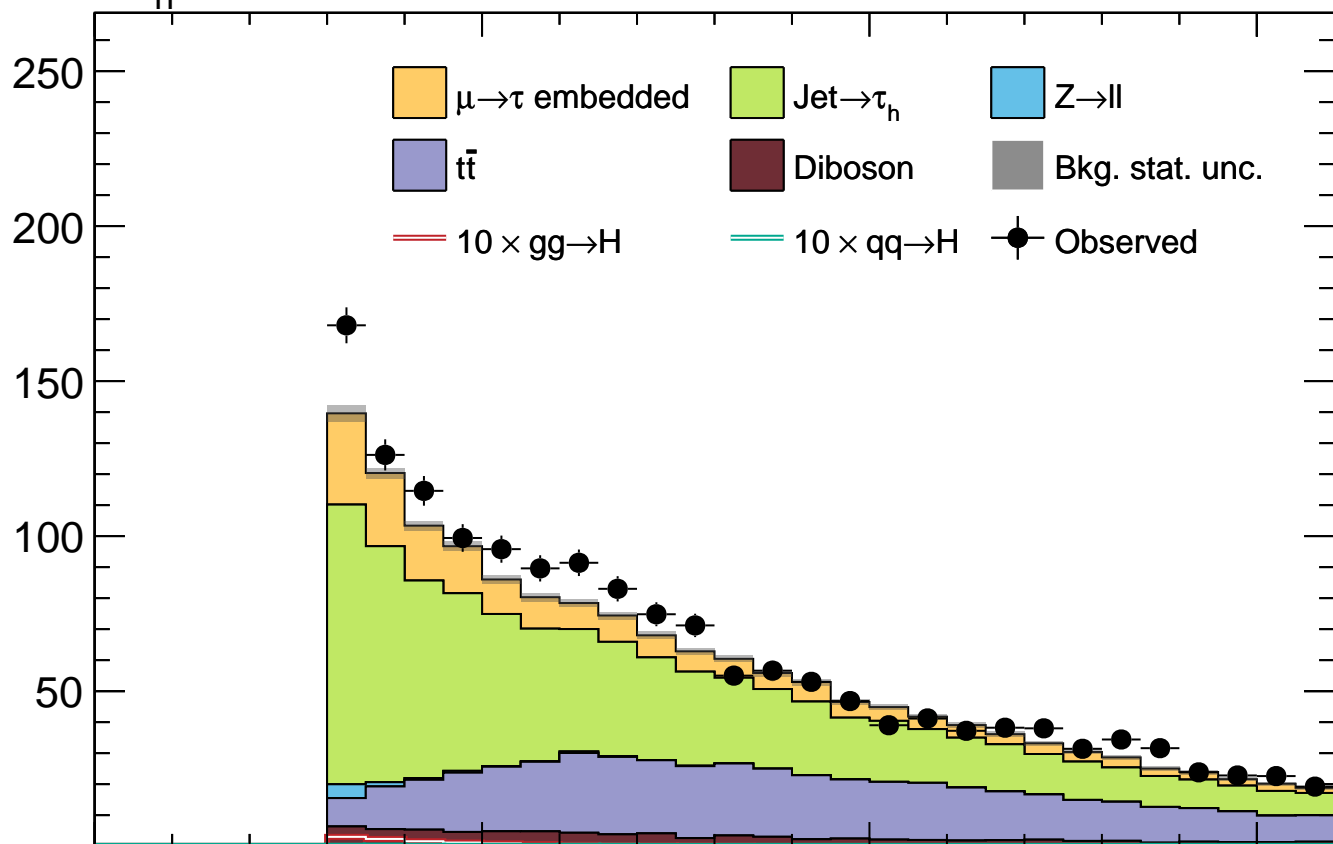 250
μ→τ embedded Jet→τh Z→ll
200
tt̄ Diboson Bkg. stat. unc.
10 × gg→H 10 × qq→H Observed
150
100
50